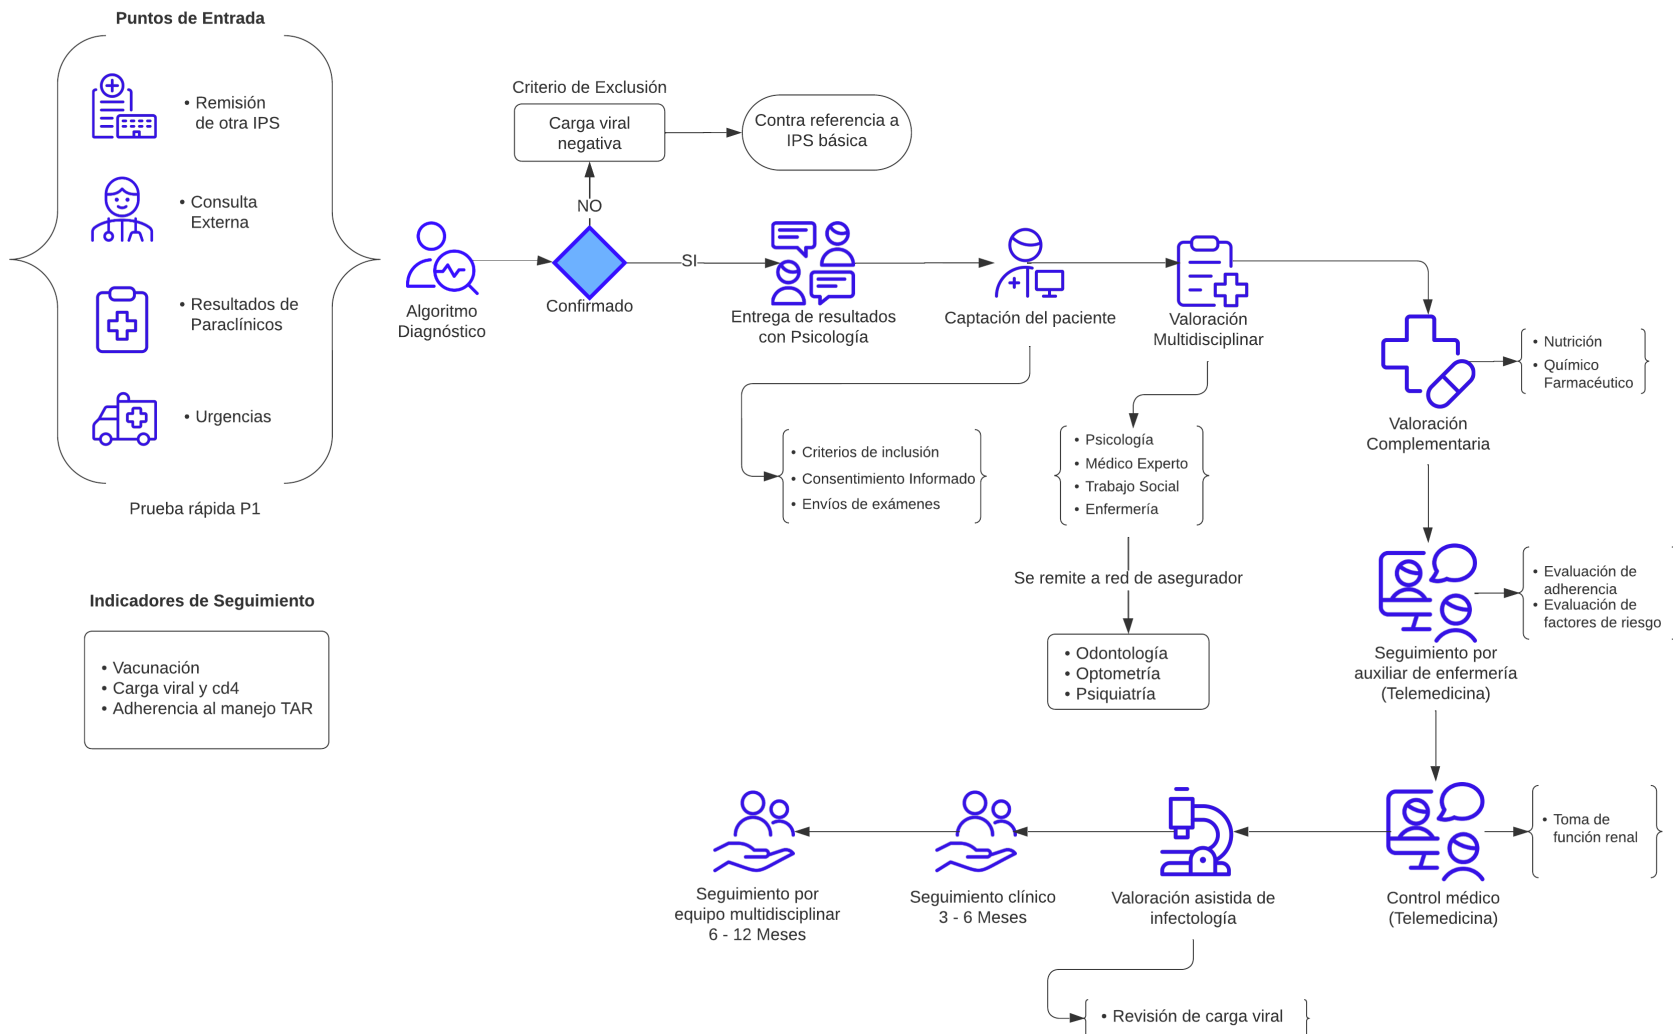 Puntos de Entrada
• Remisión
de otra IPS
• Consulta
Externa
• Resultados de
Paraclínicos
• Urgencias
Prueba rápida P1
Indicadores de Seguimiento
• Vacunación
• Carga viral y cd4
• Adherencia al manejo TAR
Algoritmo
Diagnóstico
Confirmado
NO
Criterio de Exclusión
Carga viral
negativa
Contra referencia a
IPS básica
SI
Entrega de resultados
con Psicología
Captación del paciente
• Criterios de inclusión
• Consentimiento Informado
• Envíos de exámenes
Valoración
Multidisciplinar
• Psicología
• Médico Experto
• Trabajo Social
• Enfermería
Se remite a red de asegurador
• Odontología
• Optometría
• Psiquiatría
Valoración
Complementaria
• Nutrición
• Químico
Farmacéutico
Seguimiento por
auxiliar de enfermería
(Telemedicina)
• Evaluación de
adherencia
• Evaluación de
factores de riesgo
Control médico
(Telemedicina)
• Toma de
función renal
Valoración asistida de
infectología
• Revisión de carga viral
Seguimiento clínico
3 - 6 Meses
Seguimiento por
equipo multidisciplinar
6 - 12 Meses